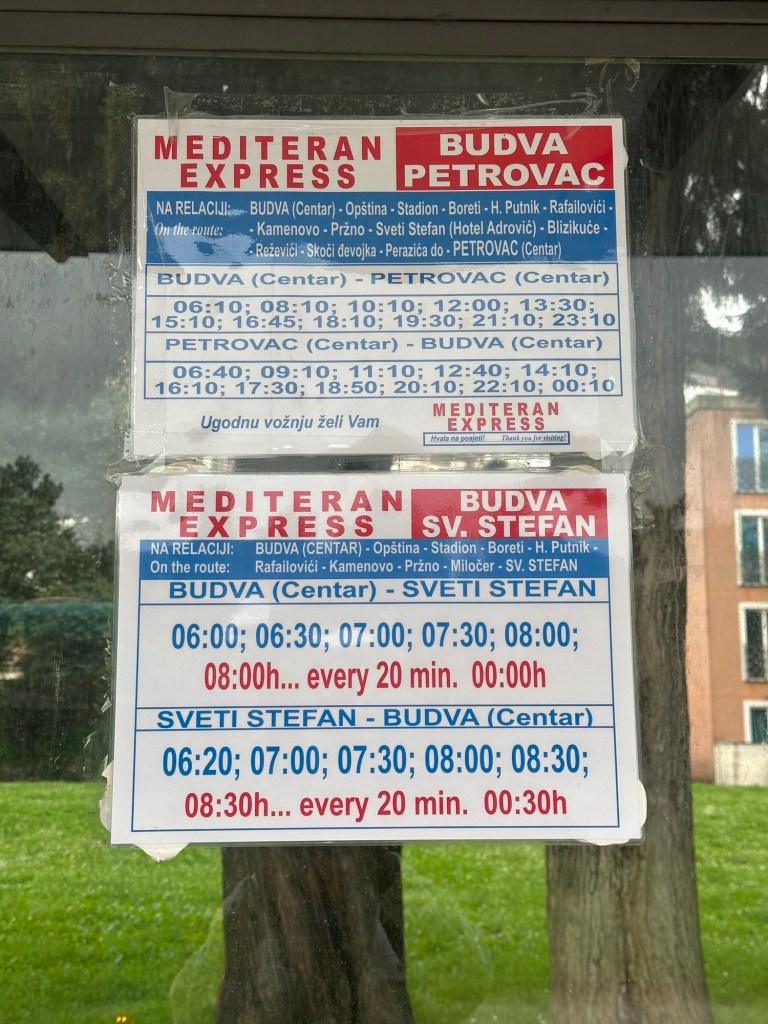 MEDITERAN
EXPRESS
BUDVA
PETROVAC
NA RELACIJI: BUDVA (Centar) - Opština - Stadion - Boreti - H. Putnik - Rafailovići -
On the route: - Kamenovo - Pržno - Sveti Stefan (Hotel Adrović) - Blizikuće -
- Reževići - Skoči đevojka - Perazića do - PETROVAC (Centar)
BUDVA (Centar) - PETROVAC (Centar)
06:10; 08:10; 10:10; 12:00; 13:30;
15:10; 16:45; 18:10; 19:30; 21:10; 23:10
PETROVAC (Centar) - BUDVA (Centar)
06:40; 09:10; 11:10; 12:40; 14:10;
16:10; 17:30; 18:50; 20:10; 22:10; 00:10
Ugodnu vožnju želi Vam
MEDITERAN
EXPRESS
Hvala na posjeti! Thank you for visiting!
MEDITERAN
EXPRESS
BUDVA
SV. STEFAN
NA RELACIJI: BUDVA (CENTAR) - Opština - Stadion - Boreti - H. Putnik -
On the route: Rafailovići - Kamenovo - Pržno - Miločer - SV. STEFAN
BUDVA (Centar) - SVETI STEFAN
06:00; 06:30; 07:00; 07:30; 08:00;
08:00h... every 20 min. 00:00h
SVETI STEFAN - BUDVA (Centar)
06:20; 07:00; 07:30; 08:00; 08:30;
08:30h... every 20 min. 00:30h